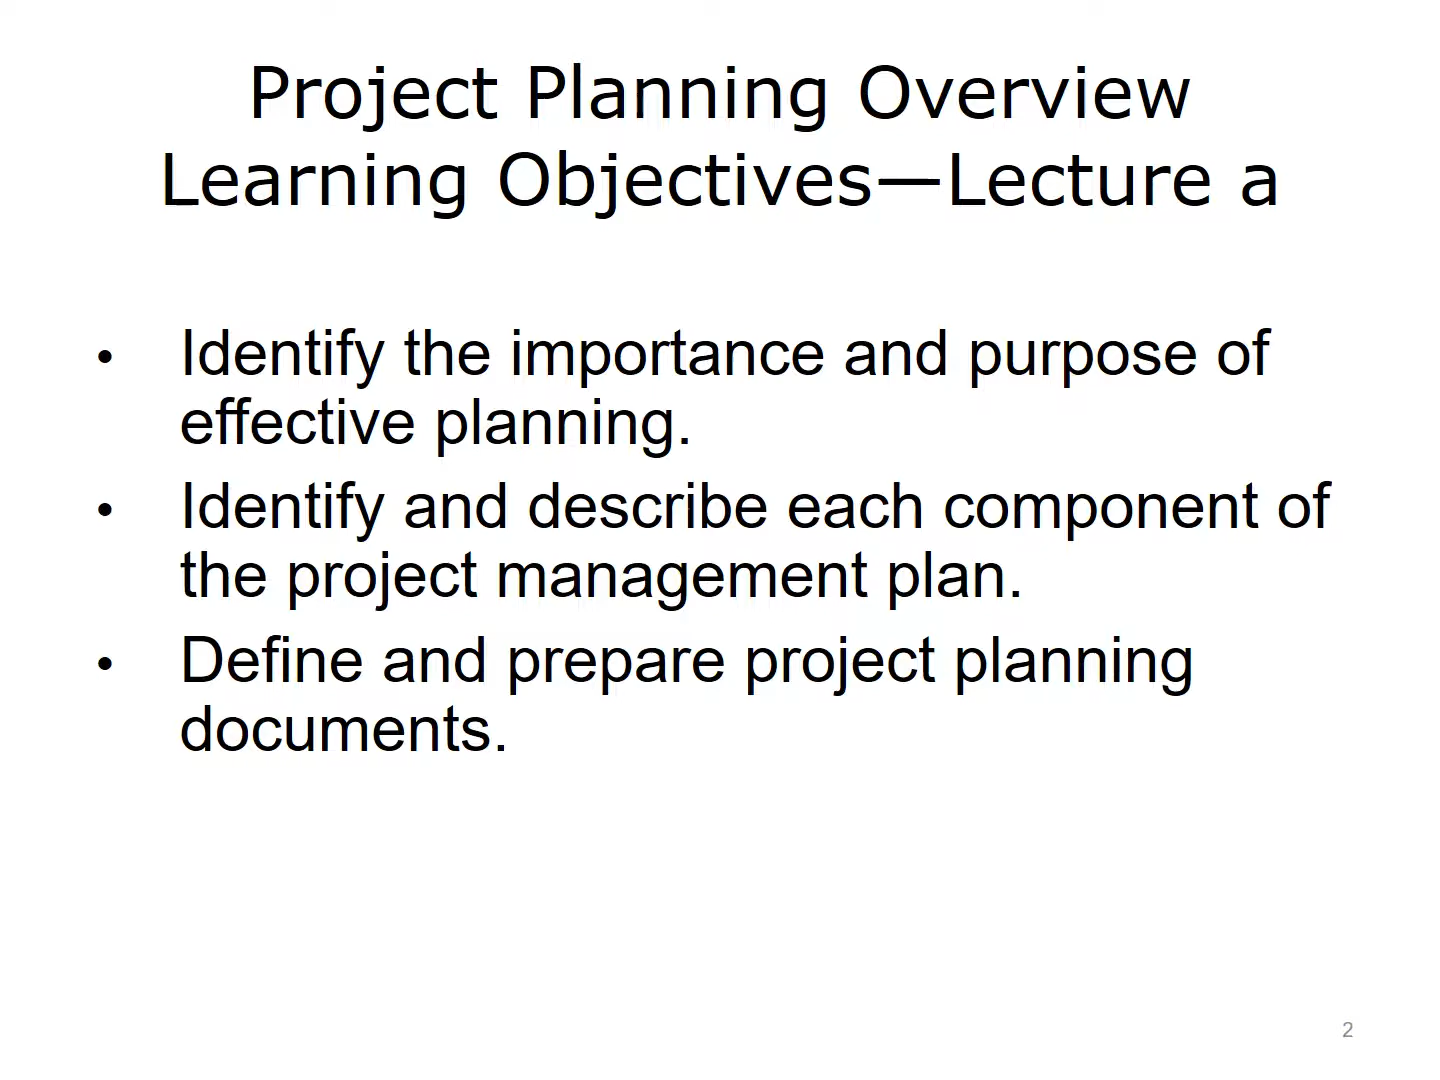 Project Planning Overview
Learning Objectives—Lecture a
• Identify the importance and purpose of
effective planning.
• Identify and describe each component of
the project management plan.
• Define and prepare project planning
documents.
2